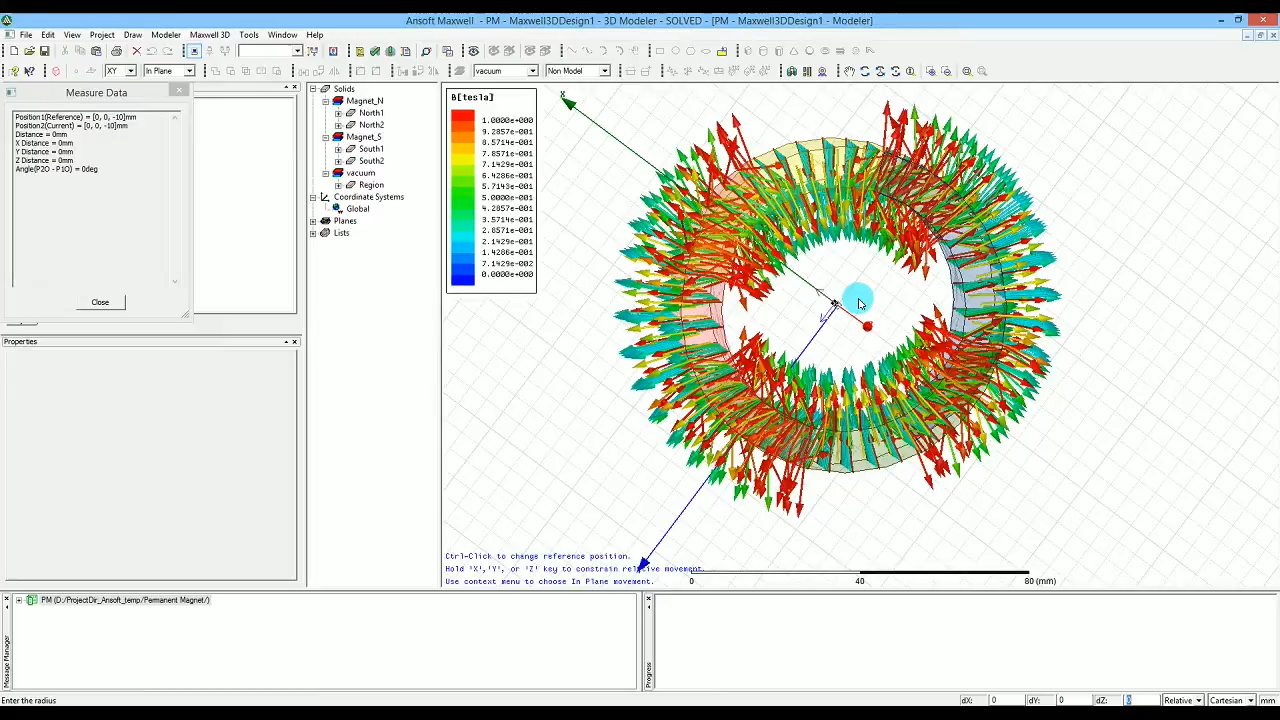 Ansoft Maxwell - PM - Maxwell3DDesign1 - 3D Modeler - SOLVED - [PM - Maxwell3DDesign1 - Modeler]
File Edit View Project Draw Modeler Maxwell 3D Tools Window Help
XY In Plane vacuum Non Model
Measure Data
Position1(Reference) = [0, 0, -10]mm
Position2(Current) = [0, 0, -10]mm
Distance = 0mm
X Distance = 0mm
Y Distance = 0mm
Z Distance = 0mm
Angle(P2O - P1O) = 0deg
Close
Properties
Solids
Magnet_N
North1
North2
Magnet_S
South1
South2
vacuum
Region
Coordinate Systems
Global
Planes
Lists
B[tesla]
1.0000e+000
9.2857e-001
8.5714e-001
7.8571e-001
7.1429e-001
6.4286e-001
5.7143e-001
5.0000e-001
4.2857e-001
3.5714e-001
2.8571e-001
2.1429e-001
1.4286e-001
7.1429e-002
0.0000e+000
X
Ctrl-Click to change reference position.
Hold 'X','Y', or 'Z' key to constrain relative movement.
Use context menu to choose In Plane movement.
0 40 80 (mm)
PM (D:/ProjectDir_Ansoft_temp/Permanent Magnet/)
Message Manager
Progress
Enter the radius
dX: 0 dY: 0 dZ: 0 Relative Cartesian mm